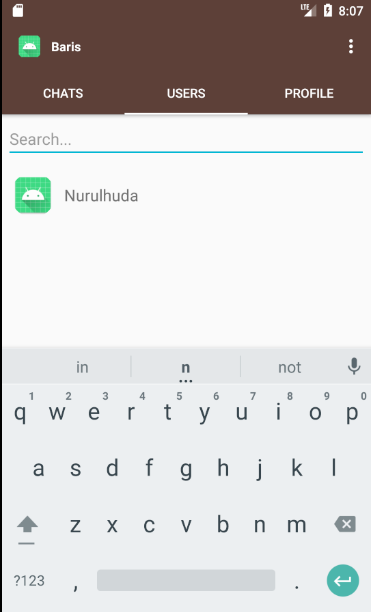 LTE 8:07
Baris
CHATS USERS PROFILE
Search...
Nurulhuda
in n not
1 2 3 4 5 6 7 8 9 0
q w e r t y u i o p
a s d f g h j k l
z x c v b n m
?123 , .